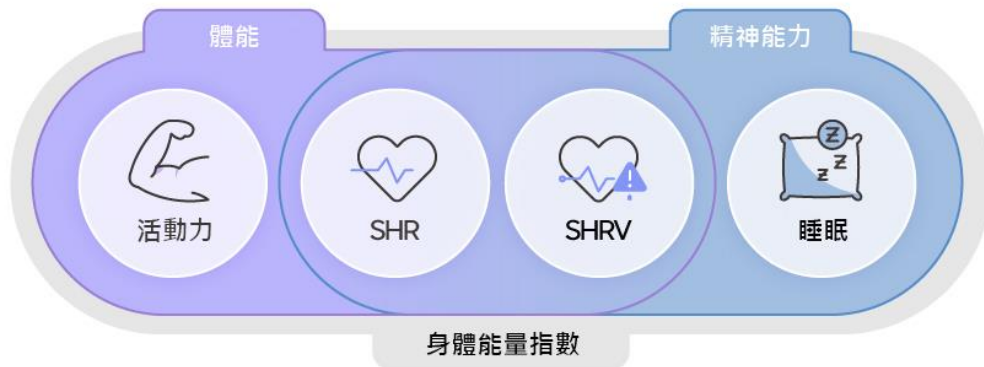 體能
精神能力
活動力
SHR
SHRV
睡眠
身體能量指數